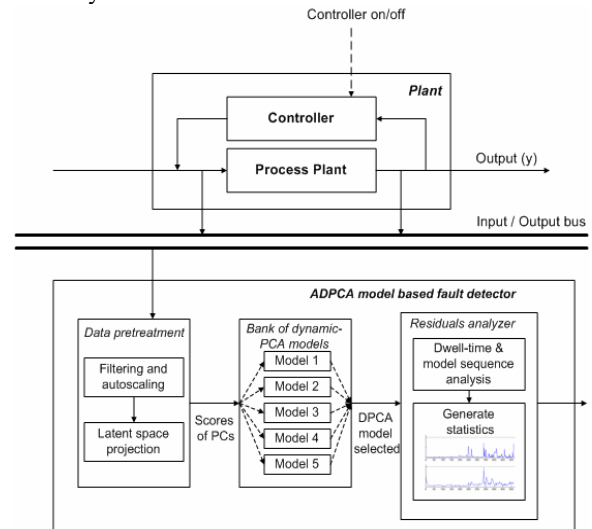 Controller on/off
Plant
Controller
Process Plant
Output (y)
Input / Output bus
ADPCA model based fault detector
Data pretreatment
Filtering and
autoscaling
Latent space
projection
Scores
of PCs
Bank of dynamic-
PCA models
Model 1
Model 2
Model 3
Model 4
Model 5
DPCA
model
selected
Residuals analyzer
Dwell-time &
model sequence
analysis
Generate
statistics